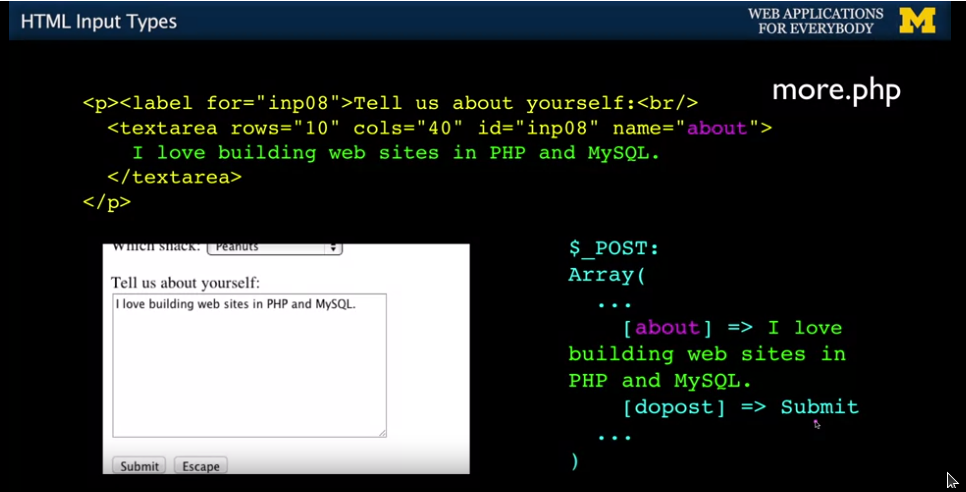 HTML Input Types
WEB APPLICATIONS
FOR EVERYBODY
M
more.php
<p><label for="inp08">Tell us about yourself:<br/>
<textarea rows="10" cols="40" id="inp08" name="about">
I love building web sites in PHP and MySQL.
</textarea>
</p>
Which snack: Peanuts
Tell us about yourself:
I love building web sites in PHP and MySQL.
Submit Escape
$_POST:
Array(
...
[about] => I love
building web sites in
PHP and MySQL.
[dopost] => Submit
...
)